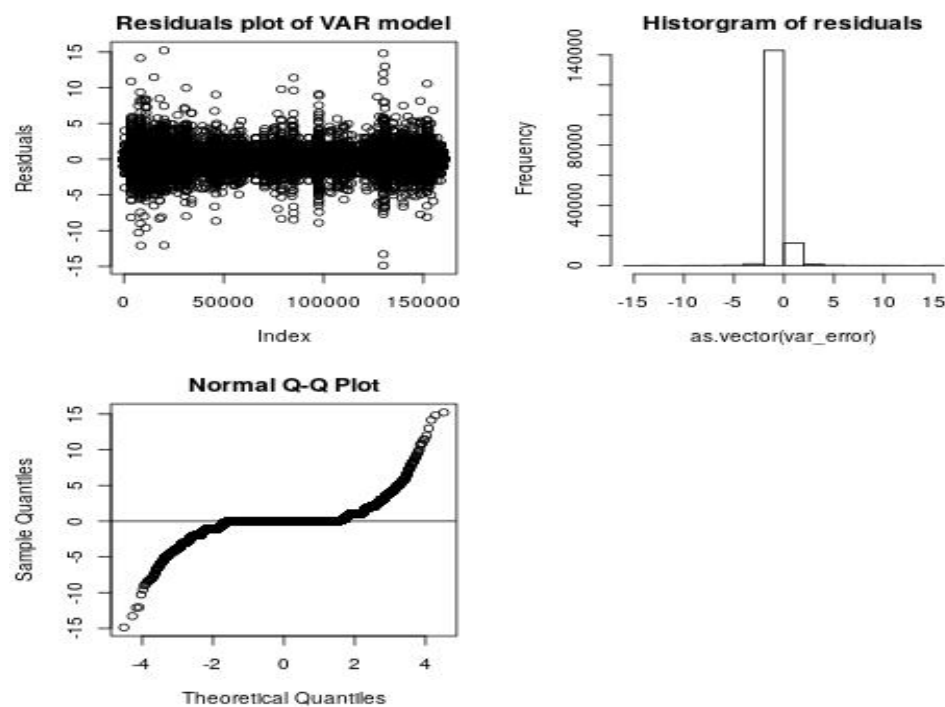 Residuals plot of VAR model
15
10
5
0
-5
-10
-15
Residuals
0 50000 100000 150000
Index
Historgram of residuals
140000
80000
40000
0
Frequency
-15 -10 -5 0 5 10 15
as.vector(var_error)
Normal Q-Q Plot
15
10
5
0
-5
-10
-15
Sample Quantiles
-4 -2 0 2 4
Theoretical Quantiles